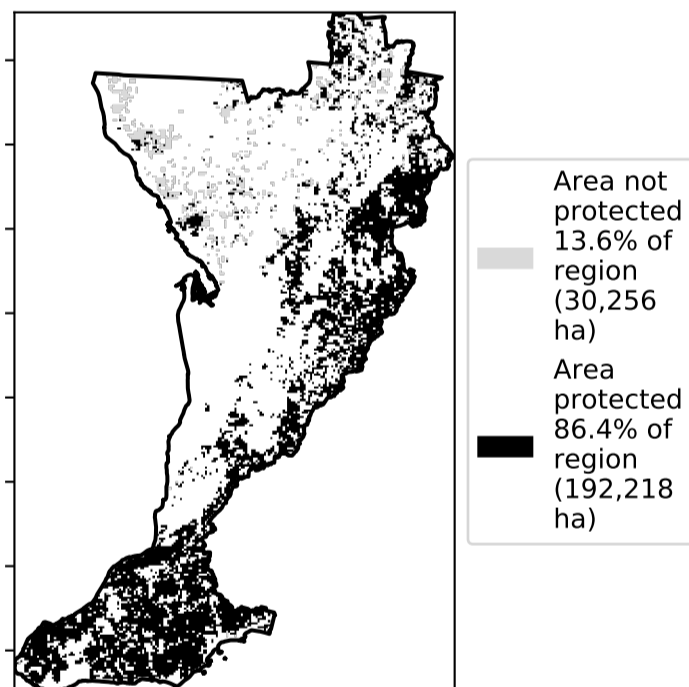 Area not
protected
13.6% of
region
(30,256
ha)
Area
protected
86.4% of
region
(192,218
ha)